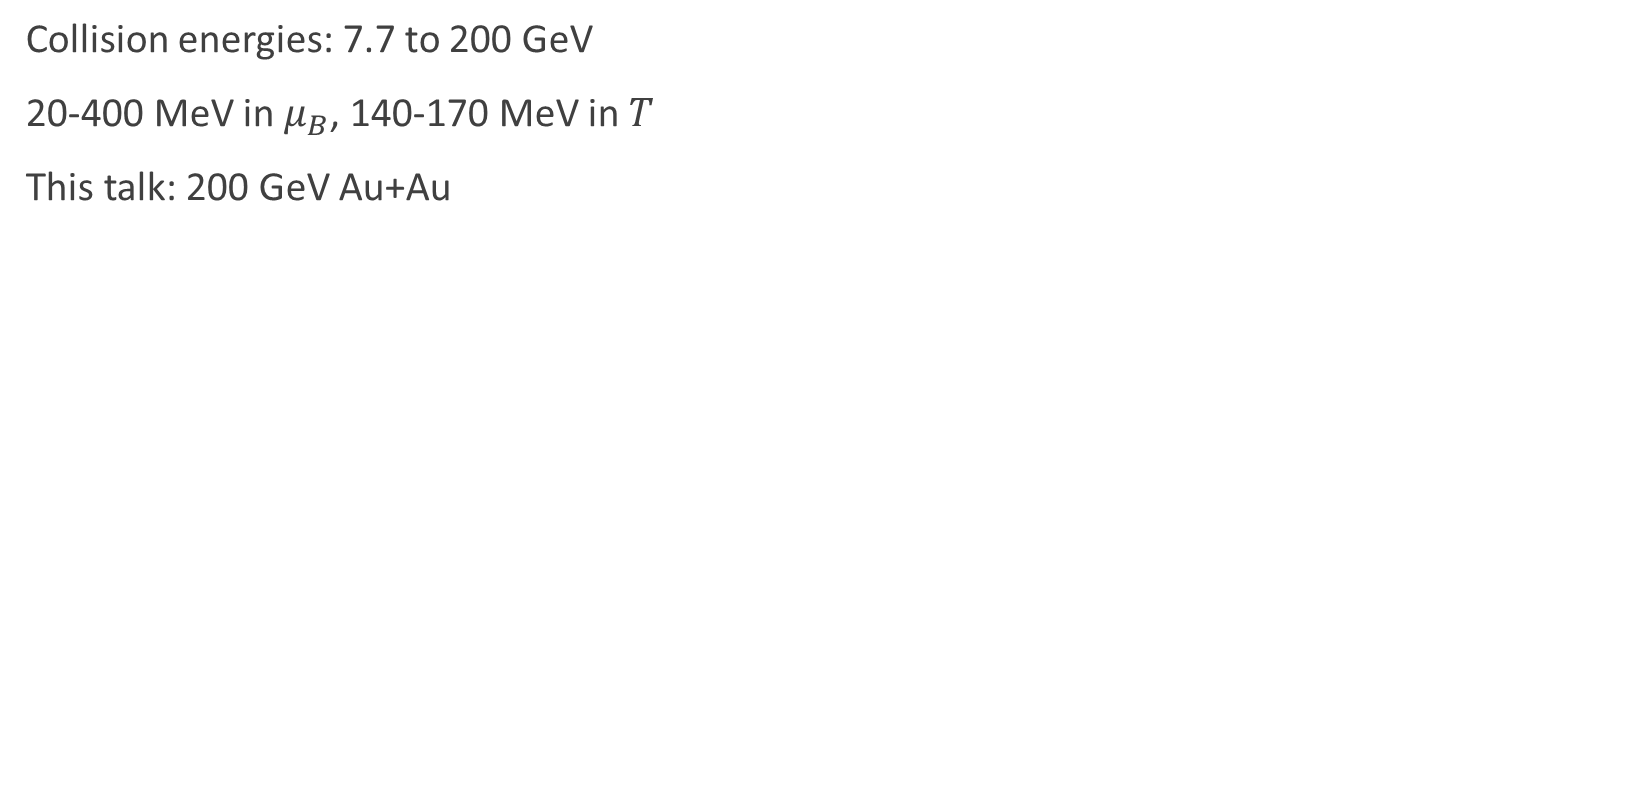 Collision energies: 7.7 to 200 GeV
20-400 MeV in μ_B, 140-170 MeV in T
This talk: 200 GeV Au+Au